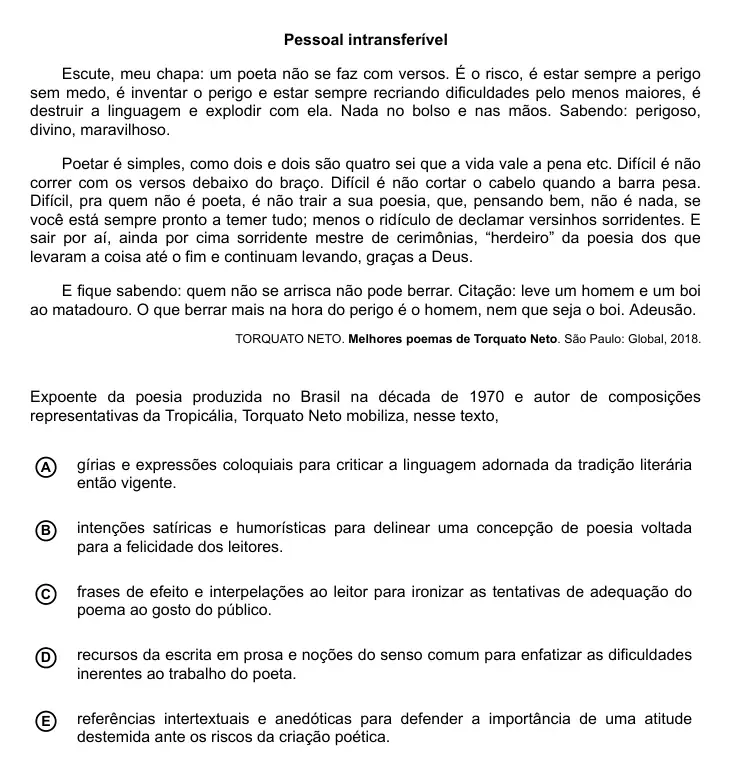 Pessoal intransferível
Escute, meu chapa: um poeta não se faz com versos. É o risco, é estar sempre a perigo
sem medo, é inventar o perigo e estar sempre recriando dificuldades pelo menos maiores, é
destruir a linguagem e explodir com ela. Nada no bolso e nas mãos. Sabendo: perigoso,
divino, maravilhoso.
Poetar é simples, como dois e dois são quatro sei que a vida vale a pena etc. Difícil é não
correr com os versos debaixo do braço. Difícil é não cortar o cabelo quando a barra pesa.
Difícil, pra quem não é poeta, é não trair a sua poesia, que, pensando bem, não é nada, se
você está sempre pronto a temer tudo; menos o ridículo de declamar versinhos sorridentes. E
sair por aí, ainda por cima sorridente mestre de cerimônias, “herdeiro” da poesia dos que
levaram a coisa até o fim e continuam levando, graças a Deus.
E fique sabendo: quem não se arrisca não pode berrar. Citação: leve um homem e um boi
ao matadouro. O que berrar mais na hora do perigo é o homem, nem que seja o boi. Adeusão.
TORQUATO NETO. Melhores poemas de Torquato Neto. São Paulo: Global, 2018.
Expoente da poesia produzida no Brasil na década de 1970 e autor de composições
representativas da Tropicália, Torquato Neto mobiliza, nesse texto,
A gírias e expressões coloquiais para criticar a linguagem adornada da tradição literária
então vigente.
B intenções satíricas e humorísticas para delinear uma concepção de poesia voltada
para a felicidade dos leitores.
C frases de efeito e interpelações ao leitor para ironizar as tentativas de adequação do
poema ao gosto do público.
D recursos da escrita em prosa e noções do senso comum para enfatizar as dificuldades
inerentes ao trabalho do poeta.
E referências intertextuais e anedóticas para defender a importância de uma atitude
destemida ante os riscos da criação poética.